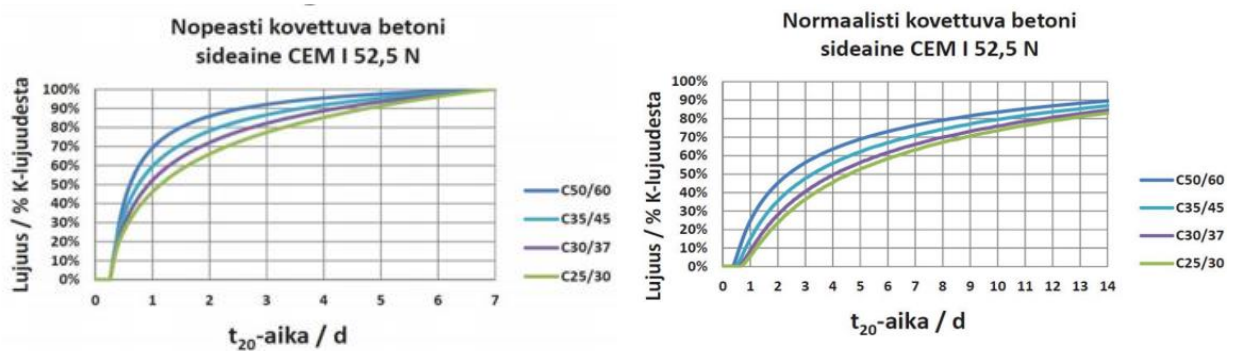 Nopeasti kovettuva betoni
sideaine CEM I 52,5 N
Lujuus / % K-lujuudesta
100%
90%
80%
70%
60%
50%
40%
30%
20%
10%
0%
0 1 2 3 4 5 6 7
t20-aika / d
C50/60
C35/45
C30/37
C25/30
Normaalisti kovettuva betoni
sideaine CEM I 52,5 N
Lujuus / % K-lujuudesta
100%
90%
80%
70%
60%
50%
40%
30%
20%
10%
0%
0 1 2 3 4 5 6 7 8 9 10 11 12 13 14
t20-aika / d
C50/60
C35/45
C30/37
C25/30